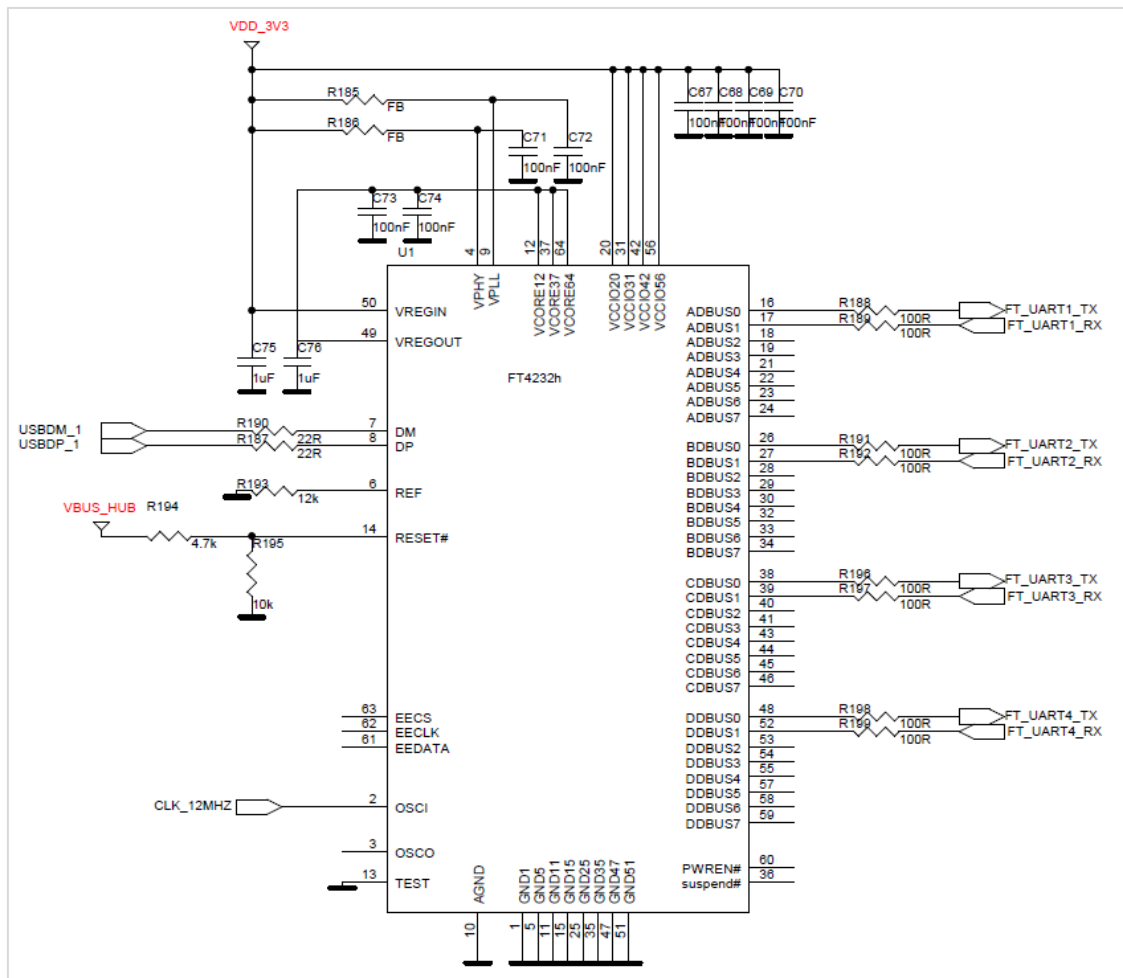 VDD_3V3
R185
FB
R186
FB
C67
C68
C69
C70
100nF
100nF
100nF
100nF
C71
C72
100nF
100nF
C73
C74
100nF
100nF
U1
4
9
12
37
64
20
31
42
56
VPHY
VPLL
VCORE12
VCORE37
VCORE64
VCCIO20
VCCIO31
VCCIO42
VCCIO56
50
VREGIN
49
VREGOUT
C75
C76
1uF
1uF
FT4232h
USBDM_1
USBDP_1
R190
R187
22R
22R
7
8
DM
DP
R193
12k
6
REF
VBUS_HUB
R194
4.7k
14
RESET#
R195
10k
63
EECS
62
EECLK
61
EEDATA
CLK_12MHZ
2
OSCI
3
OSCO
13
TEST
ADBUS0
16
R188
100R
FT_UART1_TX
ADBUS1
17
R189
100R
FT_UART1_RX
ADBUS2
18
ADBUS3
19
ADBUS4
21
ADBUS5
22
ADBUS6
23
ADBUS7
24
BDBUS0
26
R191
100R
FT_UART2_TX
BDBUS1
27
R192
100R
FT_UART2_RX
BDBUS2
28
BDBUS3
29
BDBUS4
30
BDBUS5
32
BDBUS6
33
BDBUS7
34
CDBUS0
38
R196
100R
FT_UART3_TX
CDBUS1
39
R197
100R
FT_UART3_RX
CDBUS2
40
CDBUS3
41
CDBUS4
43
CDBUS5
44
CDBUS6
45
CDBUS7
46
DDBUS0
48
R198
100R
FT_UART4_TX
DDBUS1
52
R199
100R
FT_UART4_RX
DDBUS2
53
DDBUS3
54
DDBUS4
55
DDBUS5
57
DDBUS6
58
DDBUS7
59
PWREN#
60
suspend#
36
AGND
GND1
GND5
GND11
GND15
GND25
GND35
GND47
GND51
10
1
5
11
15
25
35
47
51